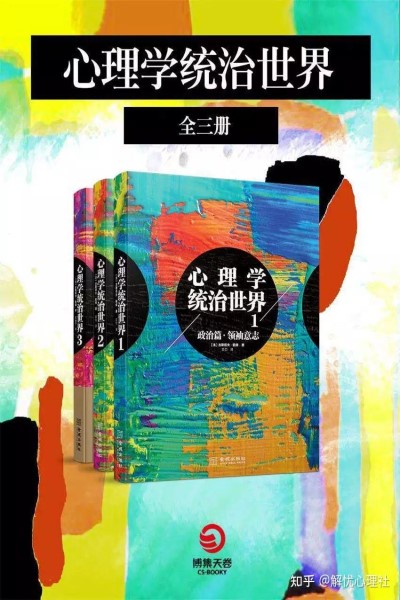 心理学统治世界
全三册
心理学统治世界3
心理学统治世界2
心理学统治世界1
心理学
统治世界
1
政治篇·领袖意志
博集天卷
CS-BOOKY
知乎 @解忧心理社